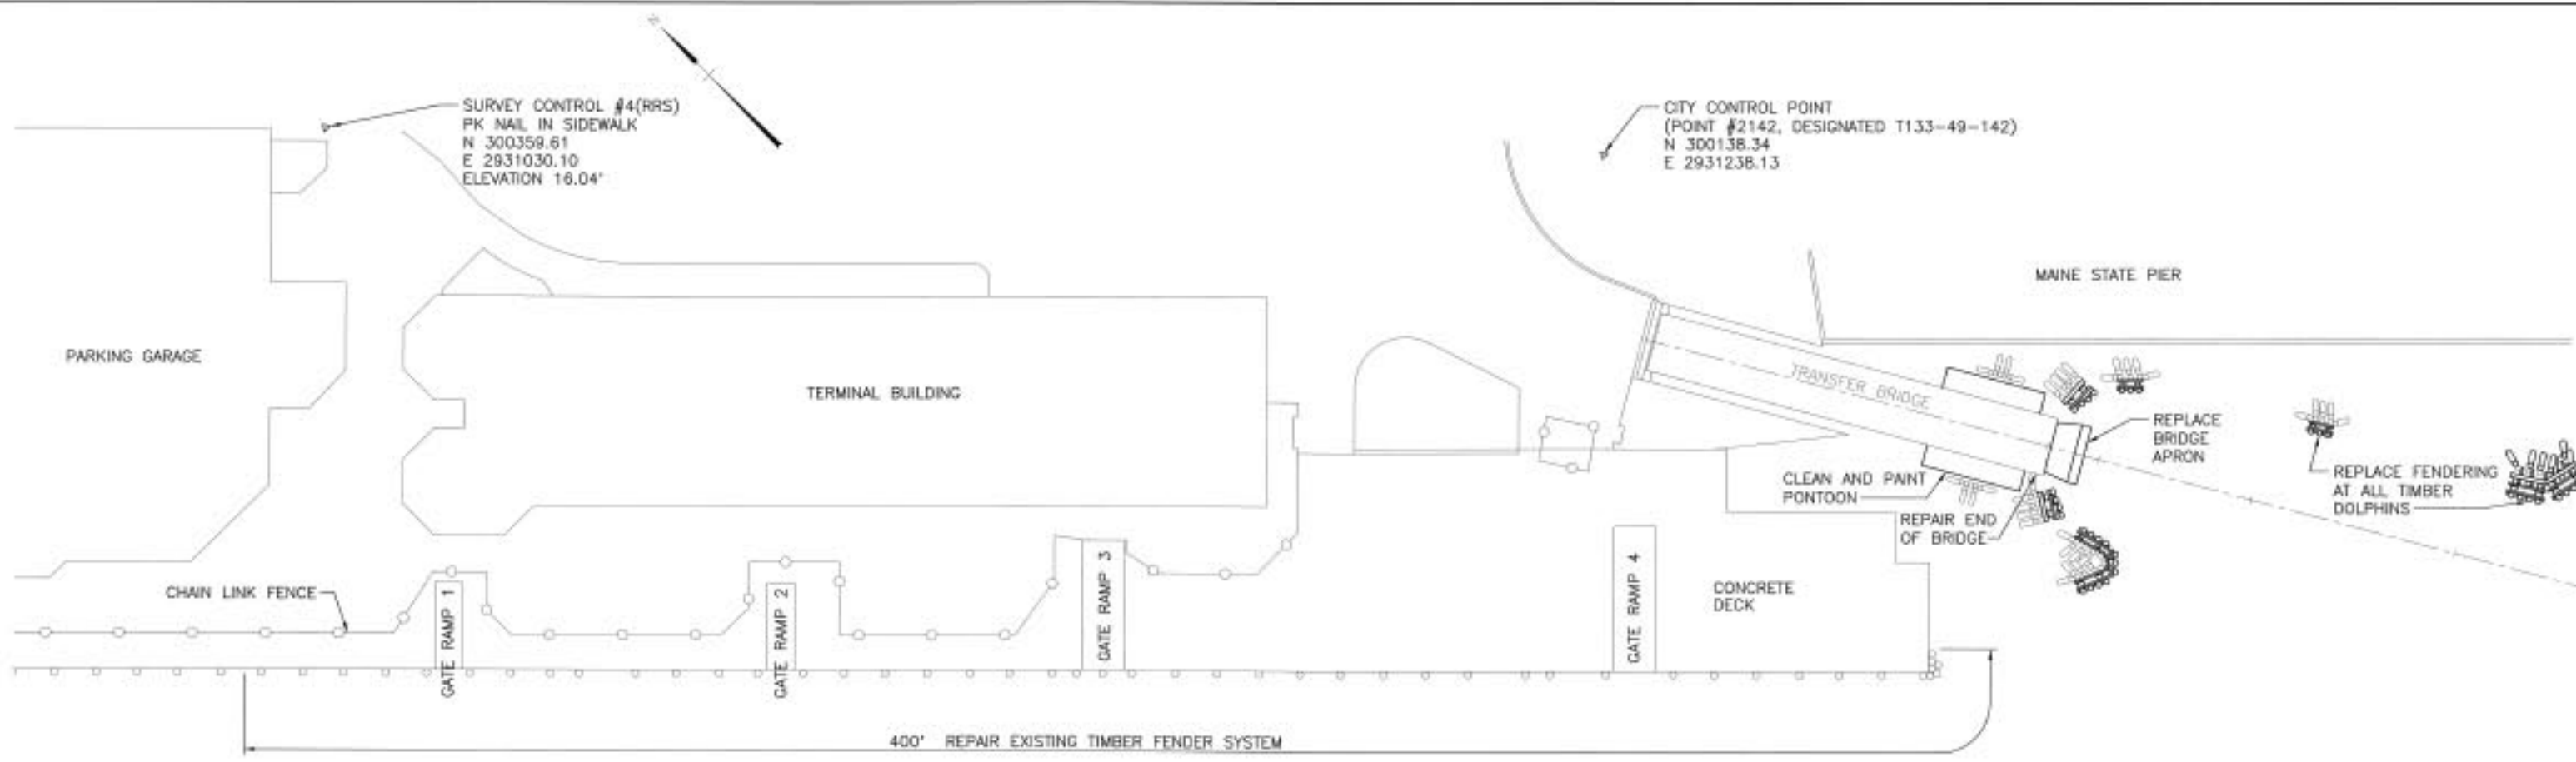 N
SURVEY CONTROL #4(RRS)
PK NAIL IN SIDEWALK
N 300359.61
E 2931030.10
ELEVATION 16.04'
CITY CONTROL POINT
(POINT #2142, DESIGNATED T133-49-142)
N 300138.34
E 2931238.13
MAINE STATE PIER
PARKING GARAGE
TERMINAL BUILDING
TRANSFER BRIDGE
REPLACE
BRIDGE
APRON
CLEAN AND PAINT
PONTOON
REPAIR END
OF BRIDGE
REPLACE FENDERING
AT ALL TIMBER
DOLPHINS
CHAIN LINK FENCE
GATE RAMP 1
GATE RAMP 2
GATE RAMP 3
GATE RAMP 4
CONCRETE
DECK
400' REPAIR EXISTING TIMBER FENDER SYSTEM